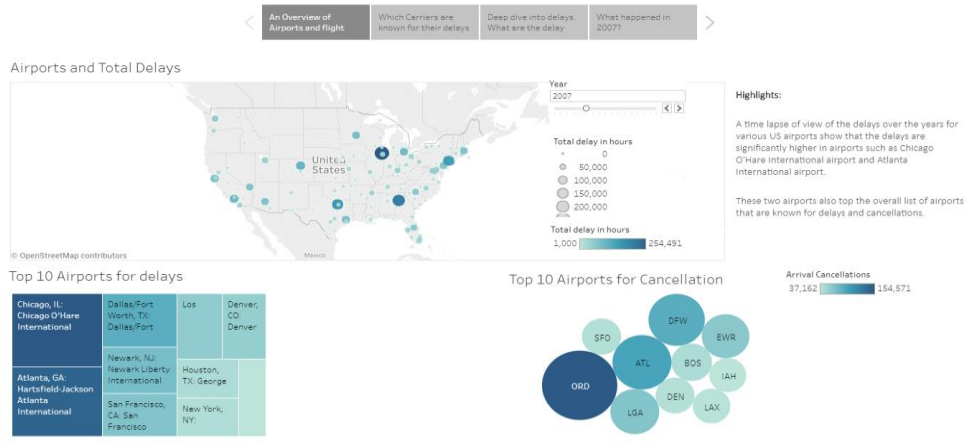 An Overview of
Airports and flight
Which Carriers are
known for their delays
Deep dive into delays.
What are the delay
What happened in
2007?
Airports and Total Delays
Year
2007
Total delay in hours
0
50,000
100,000
150,000
200,000
Total delay in hours
1,000 254,491
United
States
Mexico
© OpenStreetMap contributors
Highlights:
A time lapse of view of the delays over the years for
various US airports show that the delays are
significantly higher in airports such as Chicago
O'Hare International airport and Atlanta
International airport.
These two airports also top the overall list of airports
that are known for delays and cancellations.
Top 10 Airports for delays
Chicago, IL:
Chicago O'Hare
International
Atlanta, GA:
Hartsfield-Jackson
Atlanta
International
Dallas/Fort
Worth, TX:
Dallas/Fort
Newark, NJ:
Newark Liberty
International
San Francisco,
CA: San
Francisco
Los
Denver,
CO:
Denver
Houston,
TX: George
New York,
NY:
Top 10 Airports for Cancellation
SFO
DFW
EWR
ATL
BOS
ORD
IAH
DEN
LAX
LGA
Arrival Cancellations
37,162 154,571